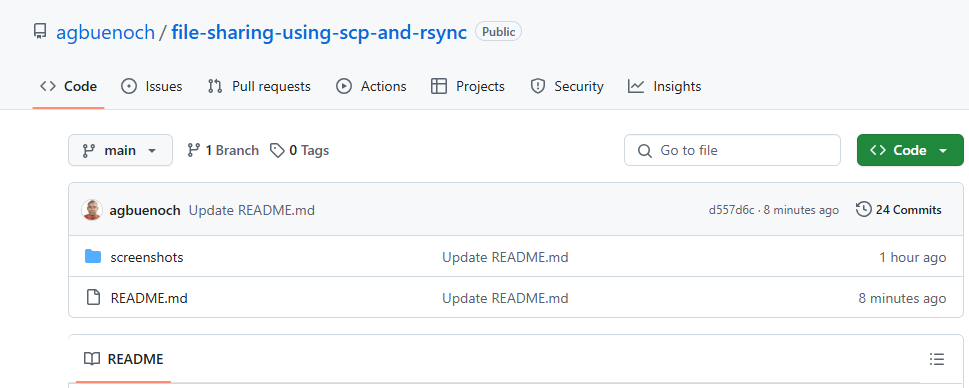 agbuenoch / file-sharing-using-scp-and-rsync Public
Code Issues Pull requests Actions Projects Security Insights
main 1 Branch 0 Tags Go to file Code
agbuenoch Update README.md d557d6c · 8 minutes ago 24 Commits
screenshots Update README.md 1 hour ago
README.md Update README.md 8 minutes ago
README